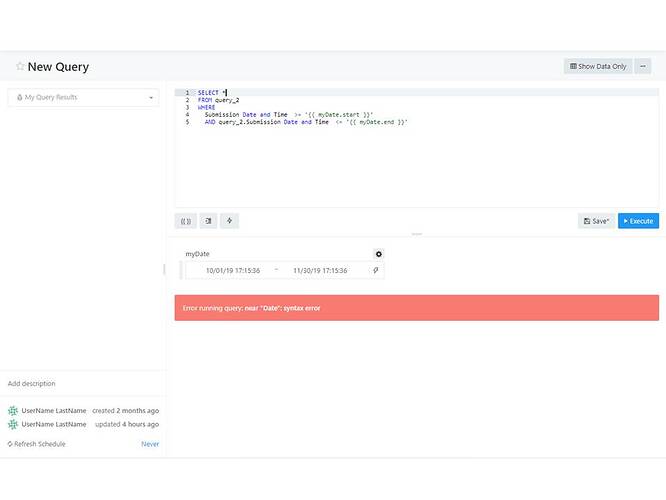 New Query
Show Data Only
My Query Results
1 SELECT *
2 FROM query_2
3 WHERE
4 Submission Date and Time >= '{{ myDate.start }}'
5 AND query_2.Submission Date and Time <= '{{ myDate.end }}'
{{ }}
Save*
Execute
myDate
10/01/19 17:15:36 ~ 11/30/19 17:15:36
Error running query: near "Date": syntax error
Add description
UserName LastName created 2 months ago
UserName LastName updated 4 hours ago
Refresh Schedule Never